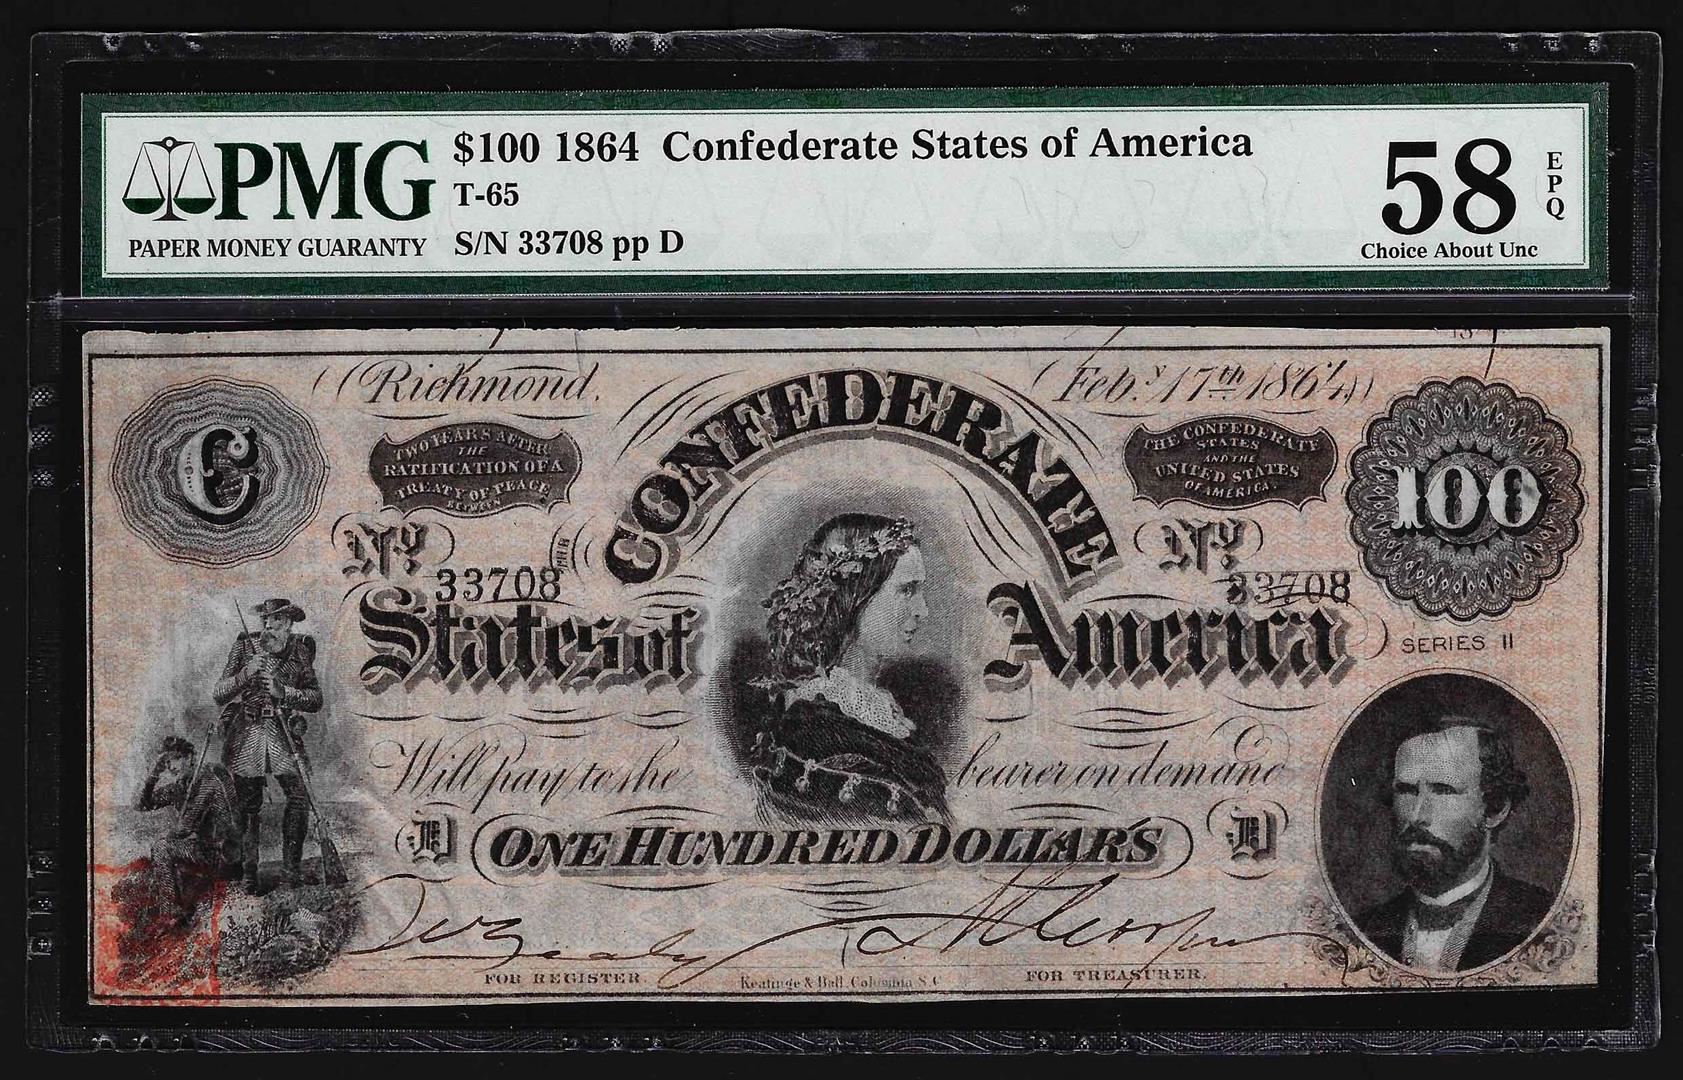 PMG
PAPER MONEY GUARANTY
$100 1864 Confederate States of America
T-65
S/N 33708 pp D
58
EPQ
Choice About Unc
Richmond. Feb.y 17th 1864
C
TWO YEARS AFTER
THE
RATIFICATION OF A
TREATY OF PEACE
BETWEEN
THE CONFEDERATE
STATES
AND THE
UNITED STATES
OF AMERICA.
100
CONFEDERATE
No 33708
No 33708
States of America
SERIES II
Will pay to the bearer on demand
D ONE HUNDRED DOLLARS D
FOR REGISTER. Keatinge & Ball, Columbia S.C. FOR TREASURER.